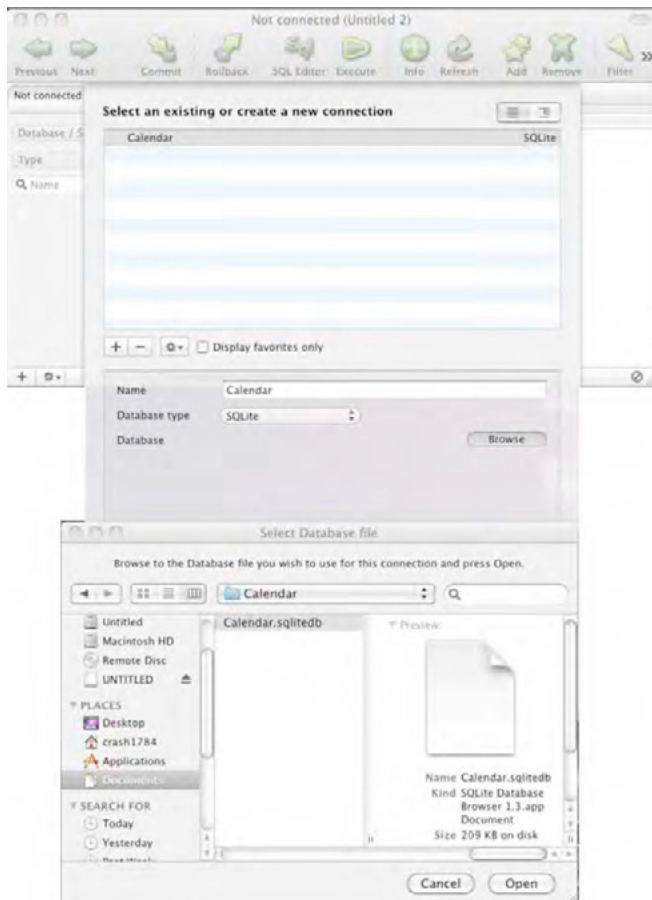 Not connected (Untitled 2)
Previous Next Commit Rollback SQL Editor Execute Info Refresh Add Remove Filter
Not connected
Select an existing or create a new connection
Database / S
Calendar SQLite
Type
Name
+ − Display favorites only
+
Name Calendar
Database type SQLite
Database Browse
Select Database file
Browse to the Database file you wish to use for this connection and press Open.
Calendar
Untitled
Macintosh HD
Remote Disc
UNTITLED
PLACES
Desktop
crash1784
Applications
Documents
SEARCH FOR
Today
Yesterday
Past Week
Calendar.sqlitedb
Preview:
Name Calendar.sqlitedb
Kind SQLite Database
Browser 1.3.app
Document
Size 209 KB on disk
Cancel Open